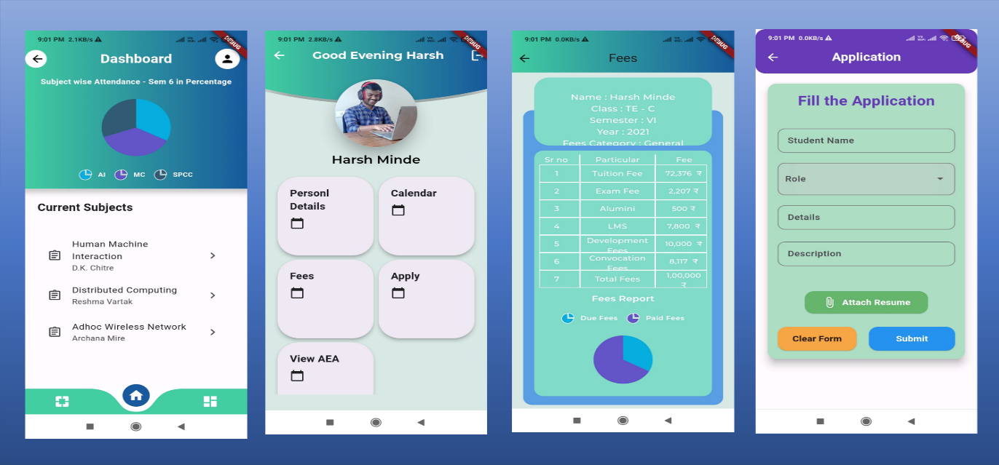 9:01 PM 2.1KB/s
DEBUG
Dashboard
Subject wise Attendance - Sem 6 in Percentage
AI MC SPCC
Current Subjects
Human Machine
Interaction
D.K. Chitre
Distributed Computing
Reshma Vartak
Adhoc Wireless Network
Archana Mire
9:01 PM 2.8KB/s
DEBUG
Good Evening Harsh
Harsh Minde
Personl
Details
Calendar
Fees
Apply
View AEA
9:01 PM 0.0KB/s
DEBUG
Fees
Name : Harsh Minde
Class : TE - C
Semester : VI
Year : 2021
Fees Category : General
Sr no Particular Fee
1 Tuition Fee 72,376 ₹
2 Exam Fee 2,207 ₹
3 Alumini 500 ₹
4 LMS 7,800 ₹
5 Development Fees 10,000 ₹
6 Convocation Fees 8,117 ₹
7 Total Fees 1,00,000 ₹
Fees Report
Due Fees Paid Fees
9:01 PM 0.0KB/s
DEBUG
Application
Fill the Application
Student Name
Role
Details
Description
Attach Resume
Clear Form Submit